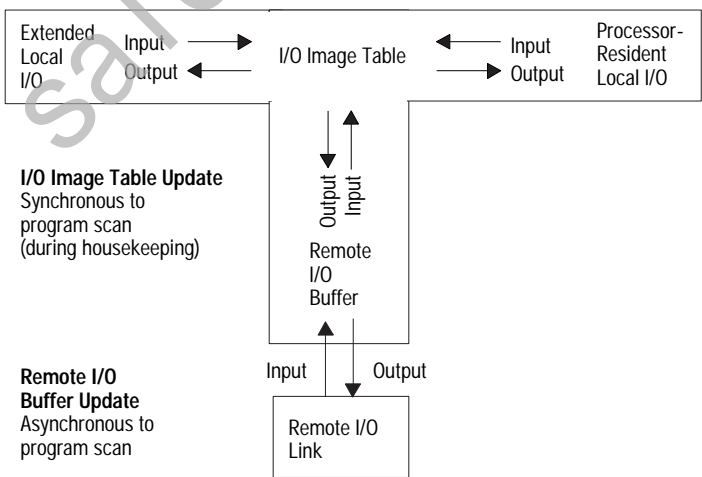 Extended
Local
I/O
Input
Output
I/O Image Table
Input
Output
Processor-
Resident
Local I/O
I/O Image Table Update
Synchronous to
program scan
(during housekeeping)
Output
Input
Remote
I/O
Buffer
Remote I/O
Buffer Update
Asynchronous to
program scan
Input
Output
Remote I/O
Link